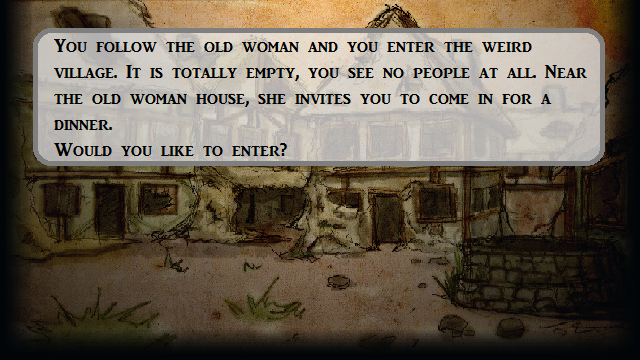 You follow the old woman and you enter the weird
village. It is totally empty, you see no people at all. Near
the old woman house, she invites you to come in for a
dinner.
Would you like to enter?